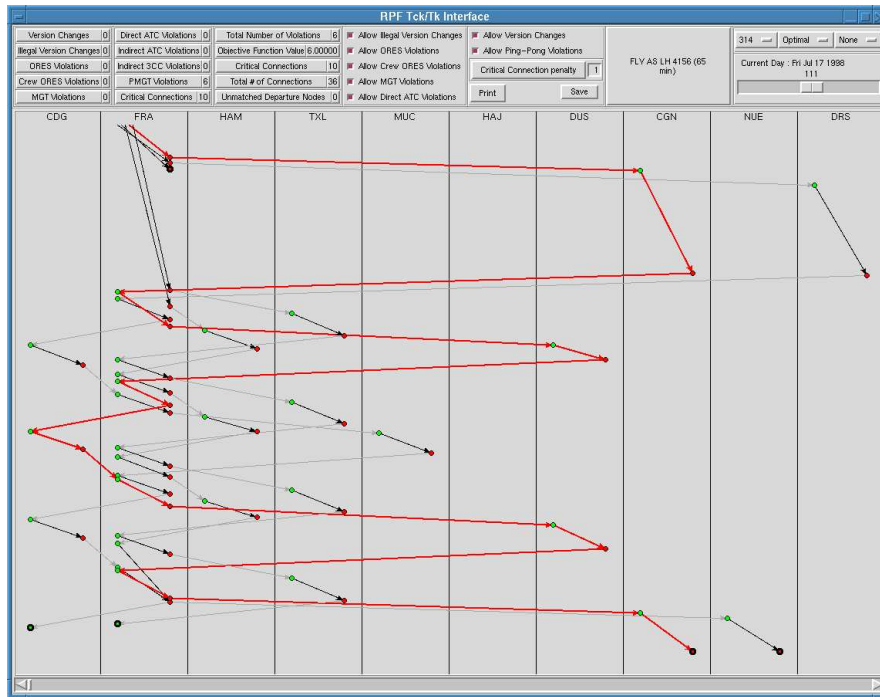 RPF Tck/Tk Interface
Version Changes 0 Direct ATC Violations 0 Total Number of Violations 6 Allow Illegal Version Changes Allow Version Changes
Illegal Version Changes 0 Indirect ATC Violations 0 Objective Function Value 6.00000 Allow ORES Violations Allow Ping-Pong Violations
ORES Violations 0 Indirect 3CC Violations 0 Critical Connections 10 Allow Crew ORES Violations Critical Connection penalty 1
Crew ORES Violations 0 PMGT Violations 6 Total # of Connections 36 Allow MGT Violations Print Save
MGT Violations 0 Critical Connections 10 Unmatched Departure Nodes 0 Allow Direct ATC Violations
FLY AS LH 4156 (65
min)
314 Optimal None
Current Day : Fri Jul 17 1998
111
CDG FRA HAM TXL MUC HAJ DUS CGN NUE DRS